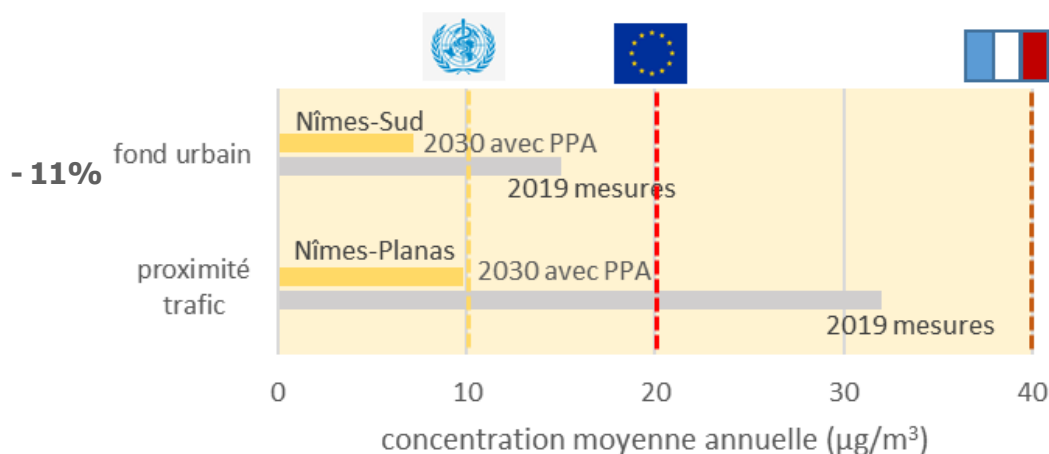 Nîmes-Sud
2030 avec PPA
fond urbain
- 11%
2019 mesures
Nîmes-Planas
2030 avec PPA
proximité
trafic
2019 mesures
0 10 20 30 40
concentration moyenne annuelle (µg/m³)